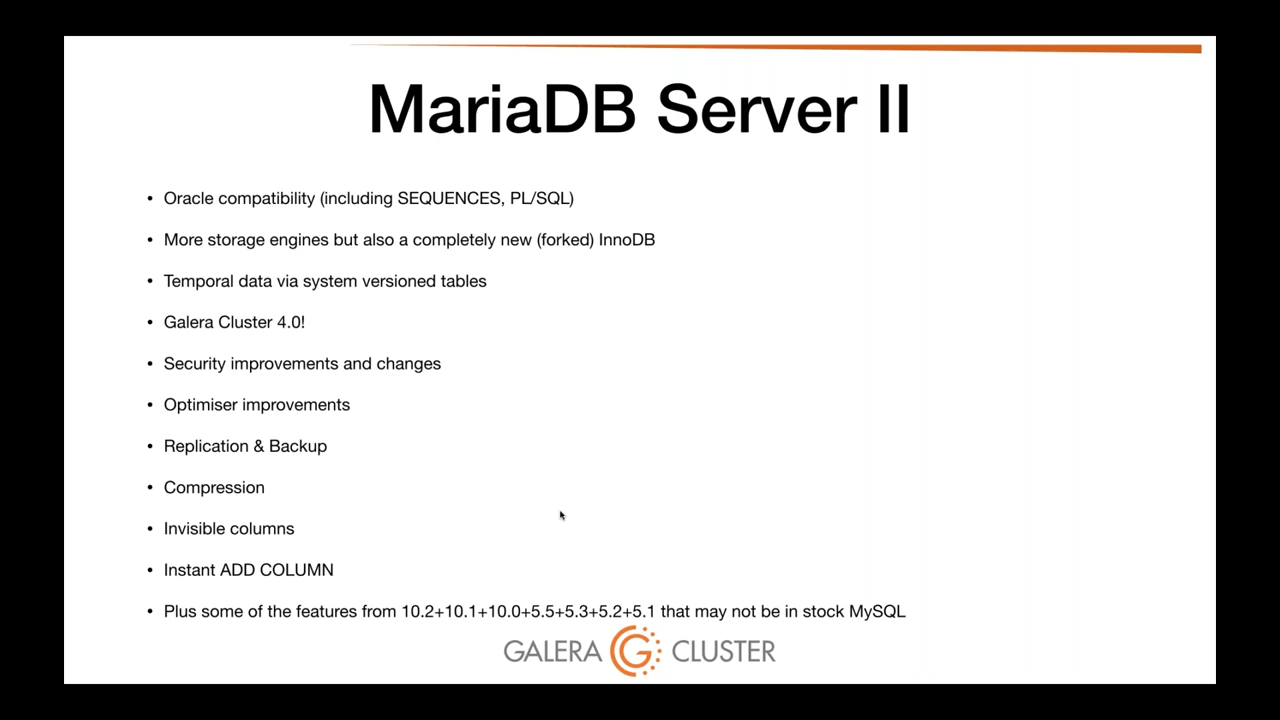 MariaDB Server II
• Oracle compatibility (including SEQUENCES, PL/SQL)
• More storage engines but also a completely new (forked) InnoDB
• Temporal data via system versioned tables
• Galera Cluster 4.0!
• Security improvements and changes
• Optimiser improvements
• Replication & Backup
• Compression
• Invisible columns
• Instant ADD COLUMN
• Plus some of the features from 10.2+10.1+10.0+5.5+5.3+5.2+5.1 that may not be in stock MySQL
GALERA CLUSTER